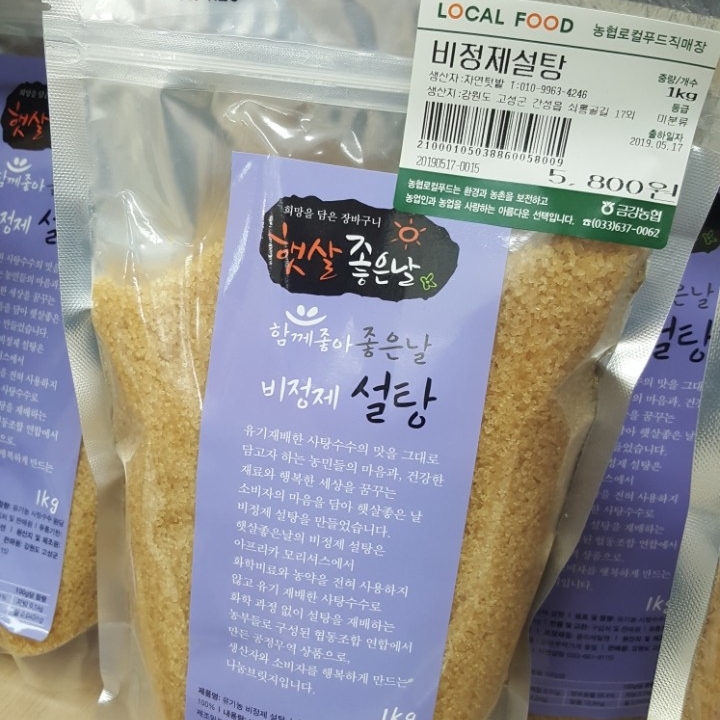 LOCAL FOOD 농협로컬푸드직매장
비정제설탕
중량/개수
1kg
생산자:자연텃밭 T:010-9963-4246
등급
생산지:강원도 고성군 간성읍 쇠롬골길 17외
미분류
출하일자
2019.05.17
21000105038860058009
20190517-0015
5,800원
농협로컬푸드는 환경과 농촌을 보전하고
농업인과 농업을 사랑하는 아름다운 선택입니다.
금강농협
☎(033)637-0062
희망을 담은 장바구니
햇살좋은날
함께좋아 좋은날
비정제 설탕
유기재배한 사탕수수의 맛을 그대로
담고자 하는 농민들의 마음과, 건강한
재료와 행복한 세상을 꿈꾸는
소비자의 마음을 담아 햇살좋은 날
비정제 설탕을 만들었습니다.
햇살좋은날의 비정제 설탕은
아프리카 모리셔스에서
화학비료와 농약을 전혀 사용하지
않고 유기 재배한 사탕수수로
화학 과정 없이 설탕을 재배하는
농부들로 구성된 협동조합 연합에서
만든 공정무역 상품으로,
생산자와 소비자를 행복하게 만드는
나눔브릿지입니다.
1kg
제품명: 유기농 비정제 설탕
100%